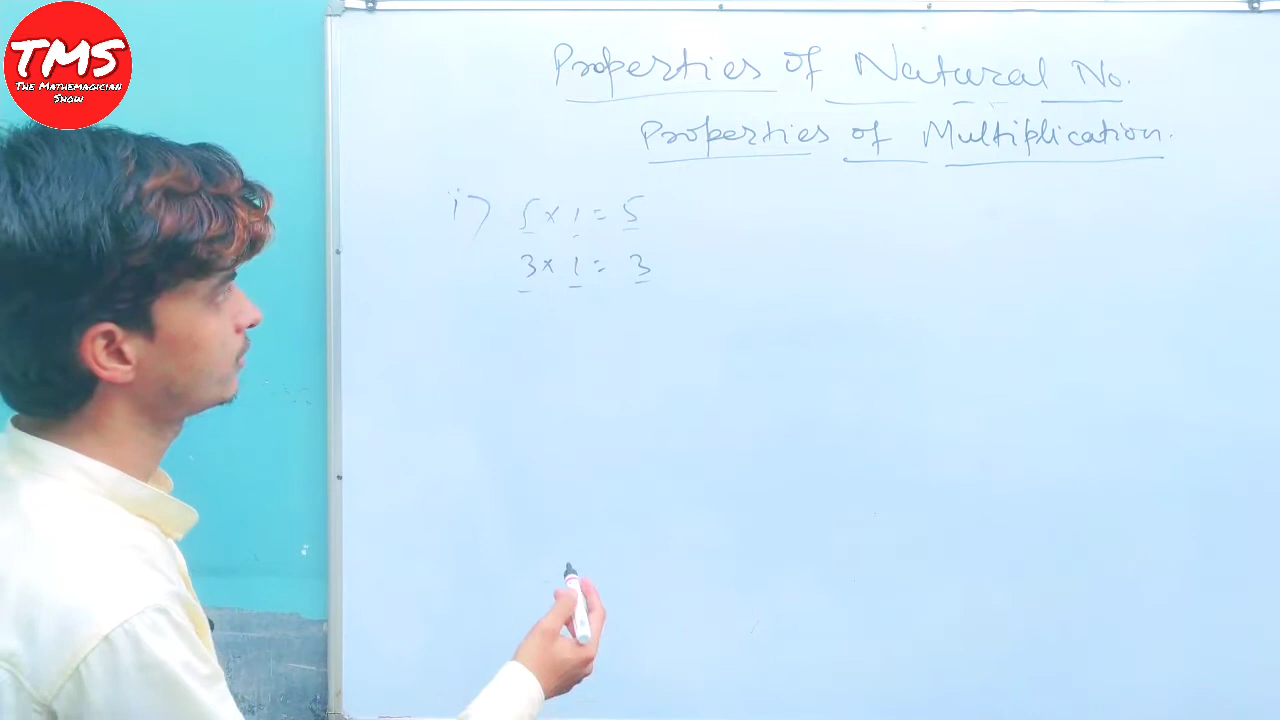 TMS
The Mathemagician
Show
Properties of Natural No.
Properties of Multiplication.
i) 5 × 1 = 5
3 × 1 = 3